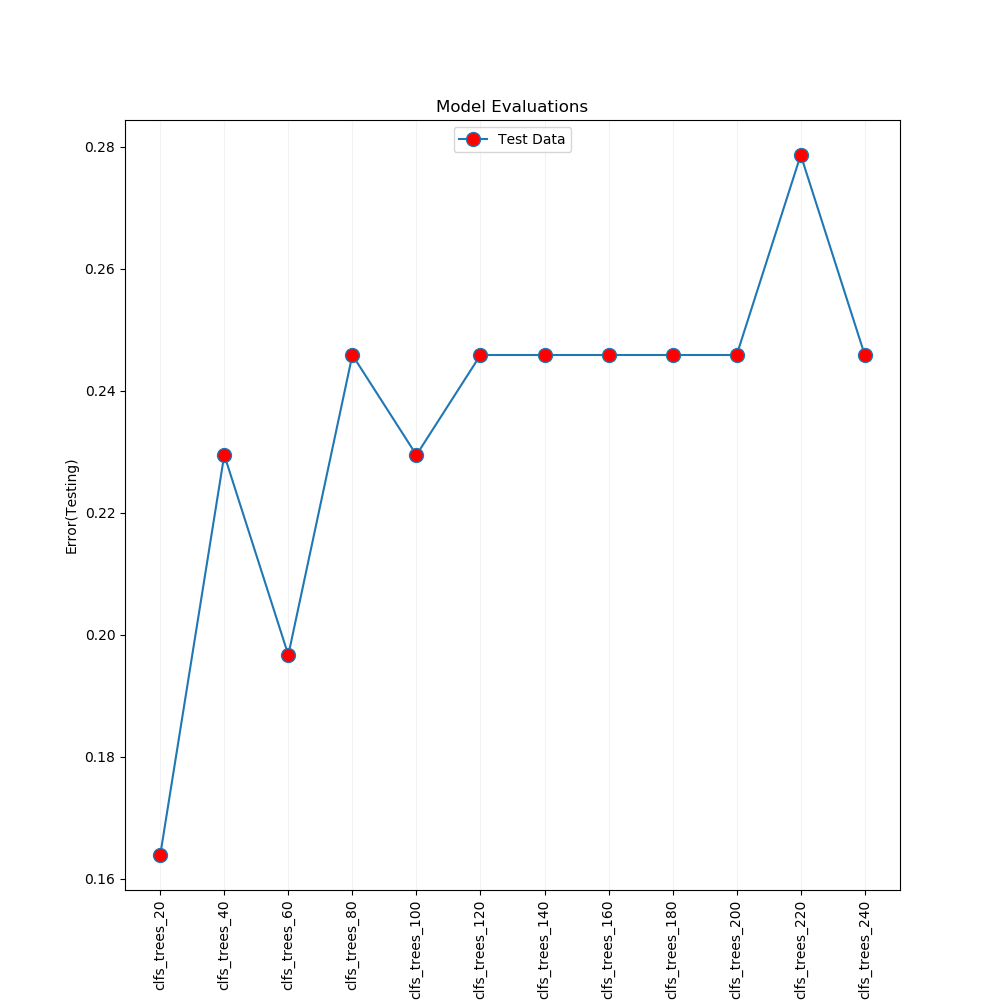 Model Evaluations
Test Data
0.28
0.26
0.24
0.22
0.20
0.18
0.16
Error(Testing)
clfs_trees_20
clfs_trees_40
clfs_trees_60
clfs_trees_80
clfs_trees_100
clfs_trees_120
clfs_trees_140
clfs_trees_160
clfs_trees_180
clfs_trees_200
clfs_trees_220
clfs_trees_240